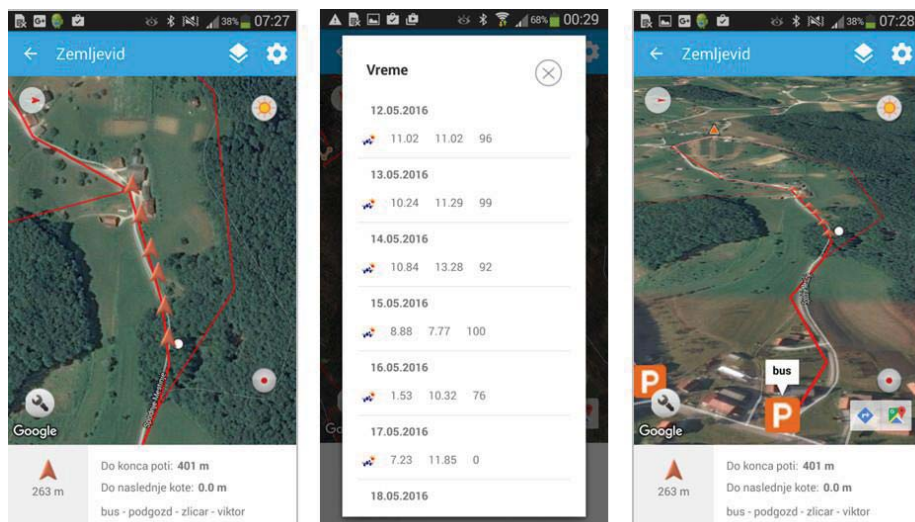 38% 07:27
Zemljevid
Google
263 m
Do konca poti: 401 m
Do naslednje kote: 0.0 m
bus - podgozd - zlicar - viktor
68% 00:29
Vreme
12.05.2016
11.02 11.02 96
13.05.2016
10.24 11.29 99
14.05.2016
10.84 13.28 92
15.05.2016
8.88 7.77 100
16.05.2016
1.53 10.32 76
17.05.2016
7.23 11.85 0
18.05.2016
38% 07:28
Zemljevid
bus
P
P
Google
263 m
Do konca poti: 401 m
Do naslednje kote: 0.0 m
bus - podgozd - zlicar - viktor